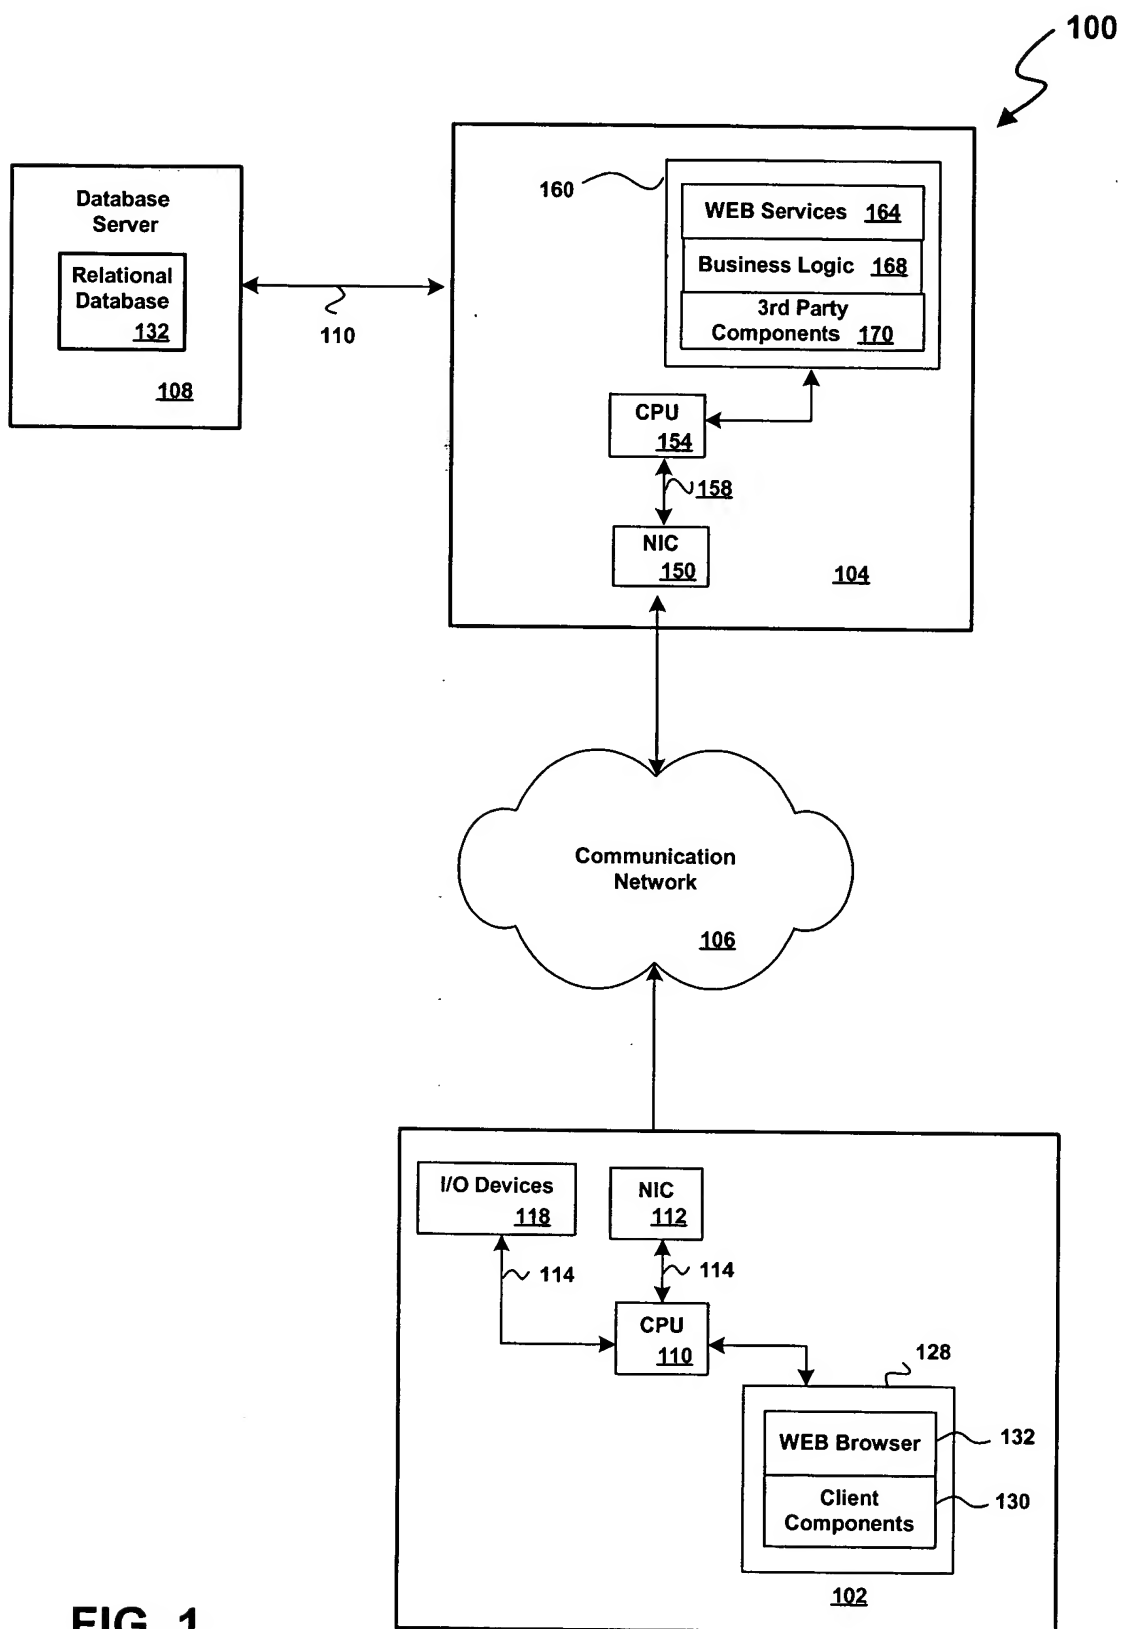 100
Database
Server
Relational
Database
132
108
110
160
WEB Services 164
Business Logic 168
3rd Party
Components 170
CPU
154
158
NIC
150
104
Communication
Network
106
I/O Devices
118
NIC
112
114
114
CPU
110
128
WEB Browser
132
Client
Components
130
102
FIG. 1